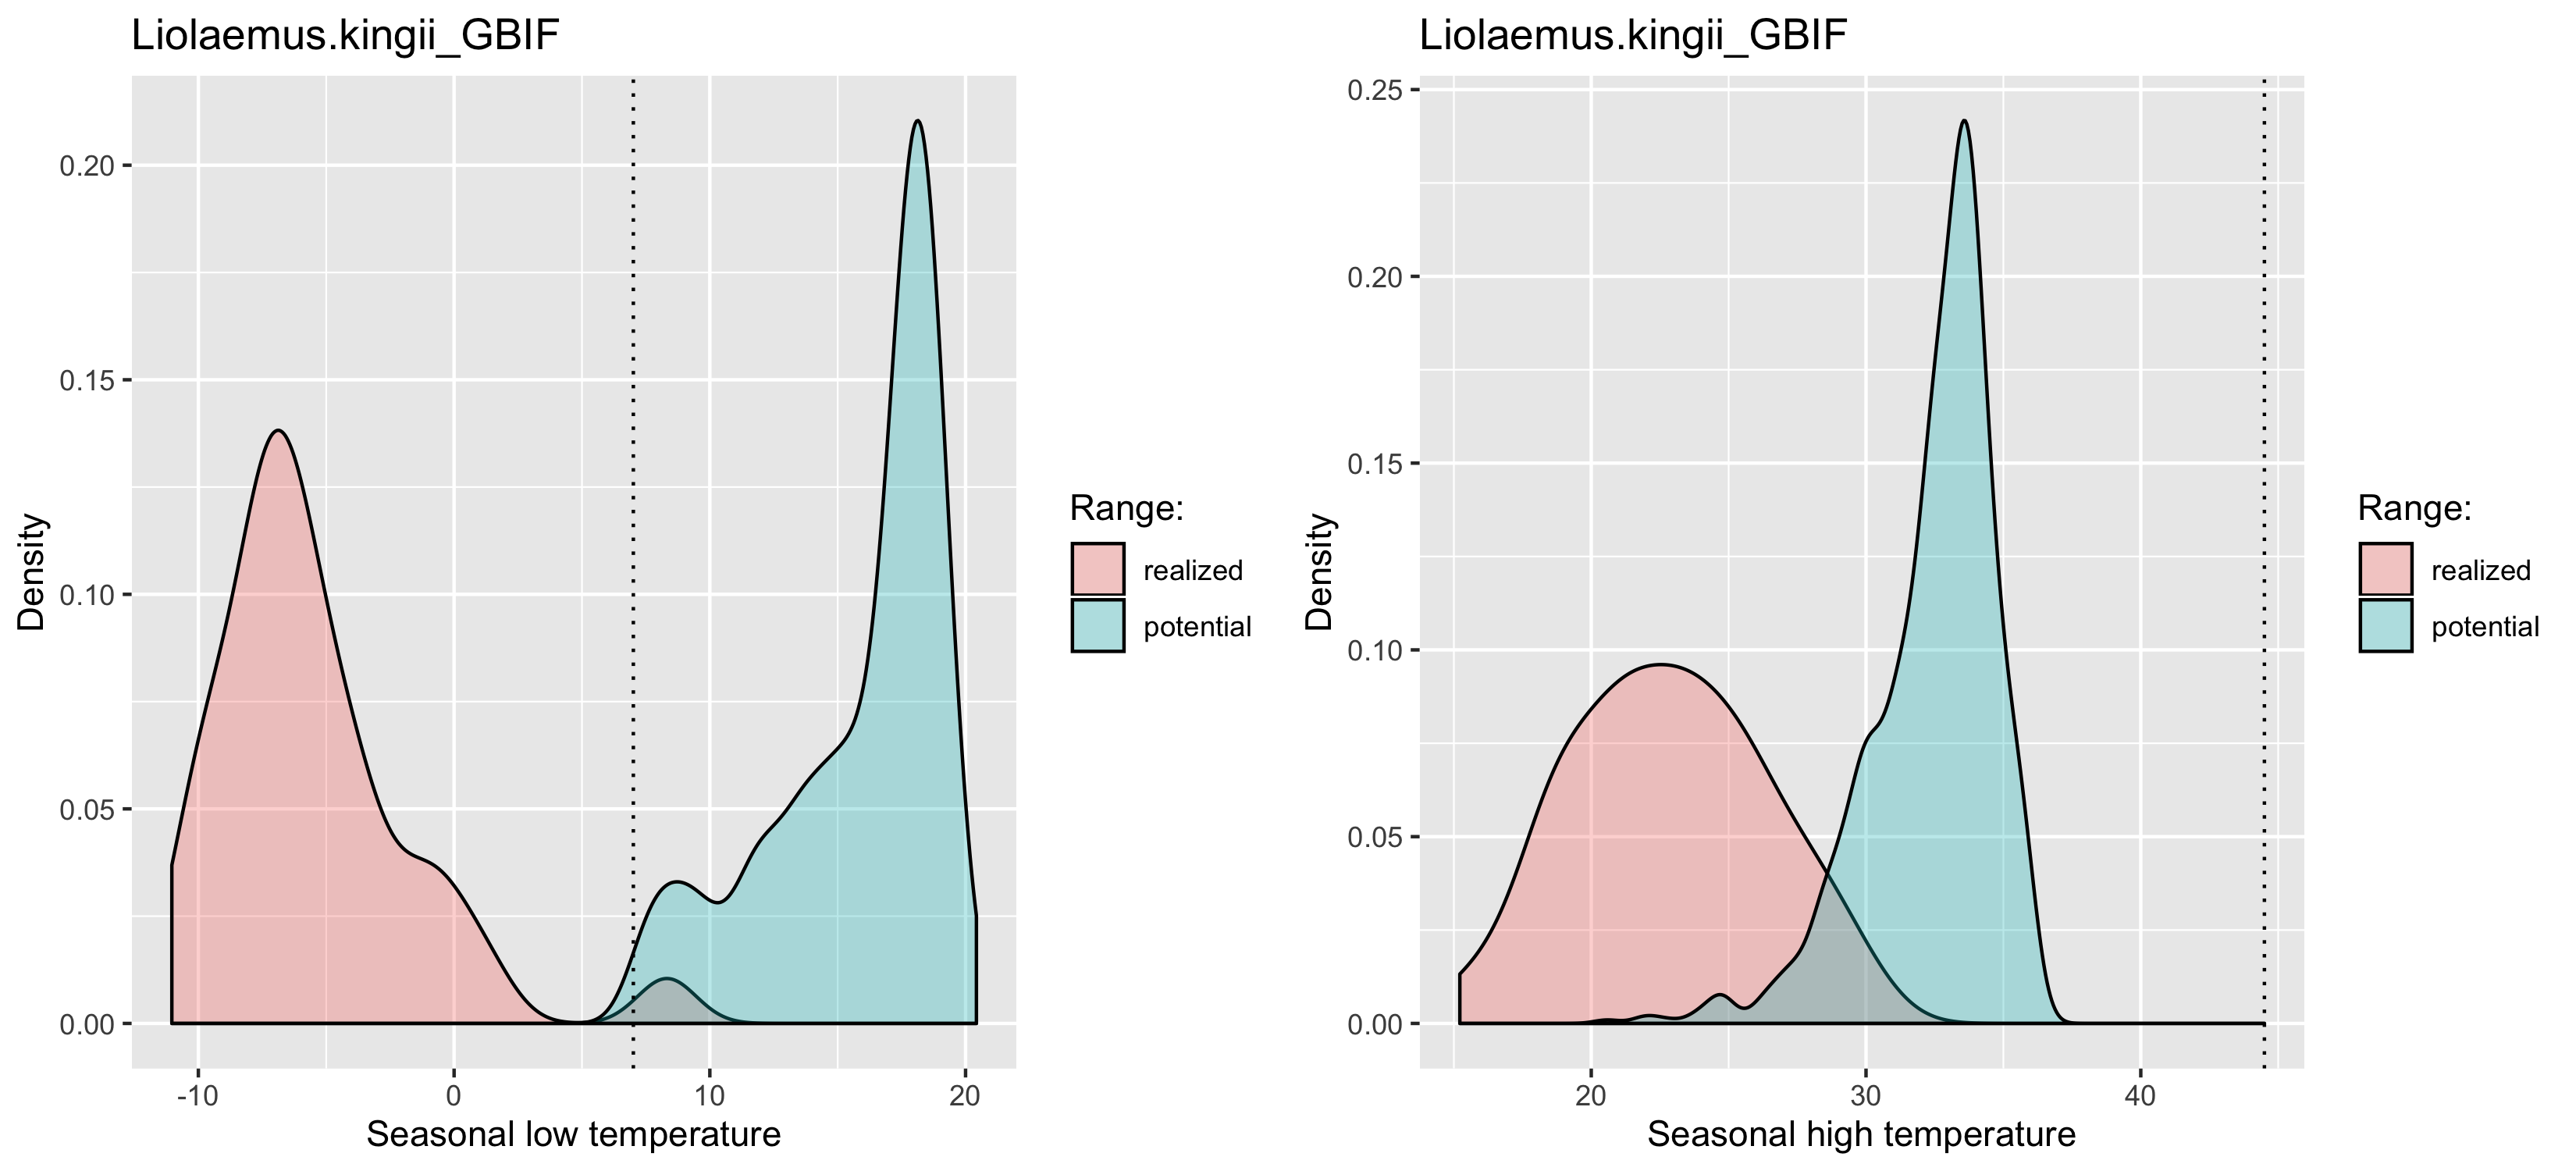 Liolaemus.kingii_GBIF
0.20
0.15
0.10
0.05
0.00
Density
-10 0 10 20
Seasonal low temperature
Range:
realized
potential
Liolaemus.kingii_GBIF
0.25
0.20
0.15
0.10
0.05
0.00
Density
20 30 40
Seasonal high temperature
Range:
realized
potential